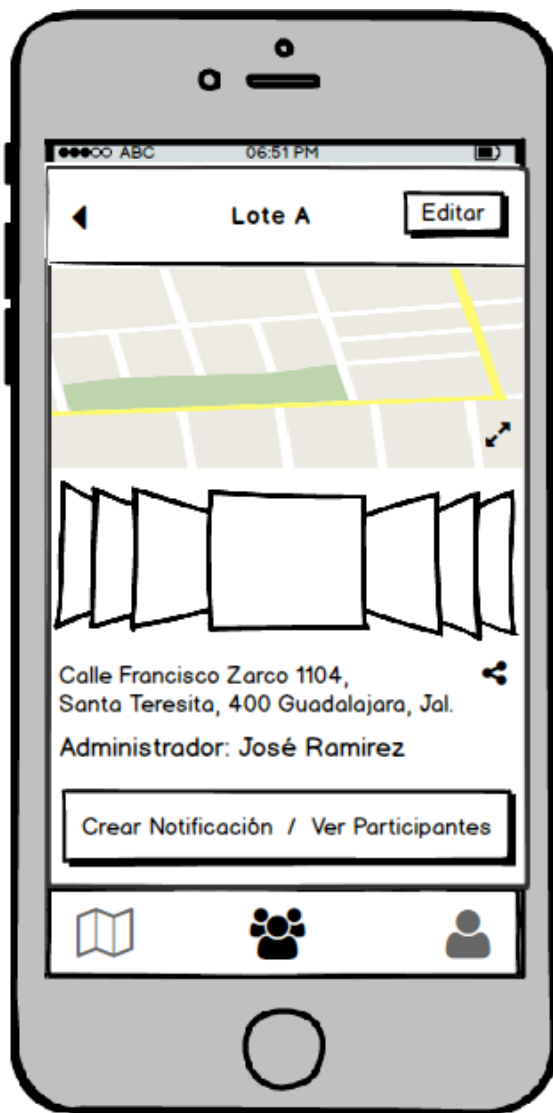 ABC 06:51 PM
Lote A Editar
Calle Francisco Zarco 1104,
Santa Teresita, 400 Guadalajara, Jal.
Administrador: José Ramirez
Crear Notificación / Ver Participantes